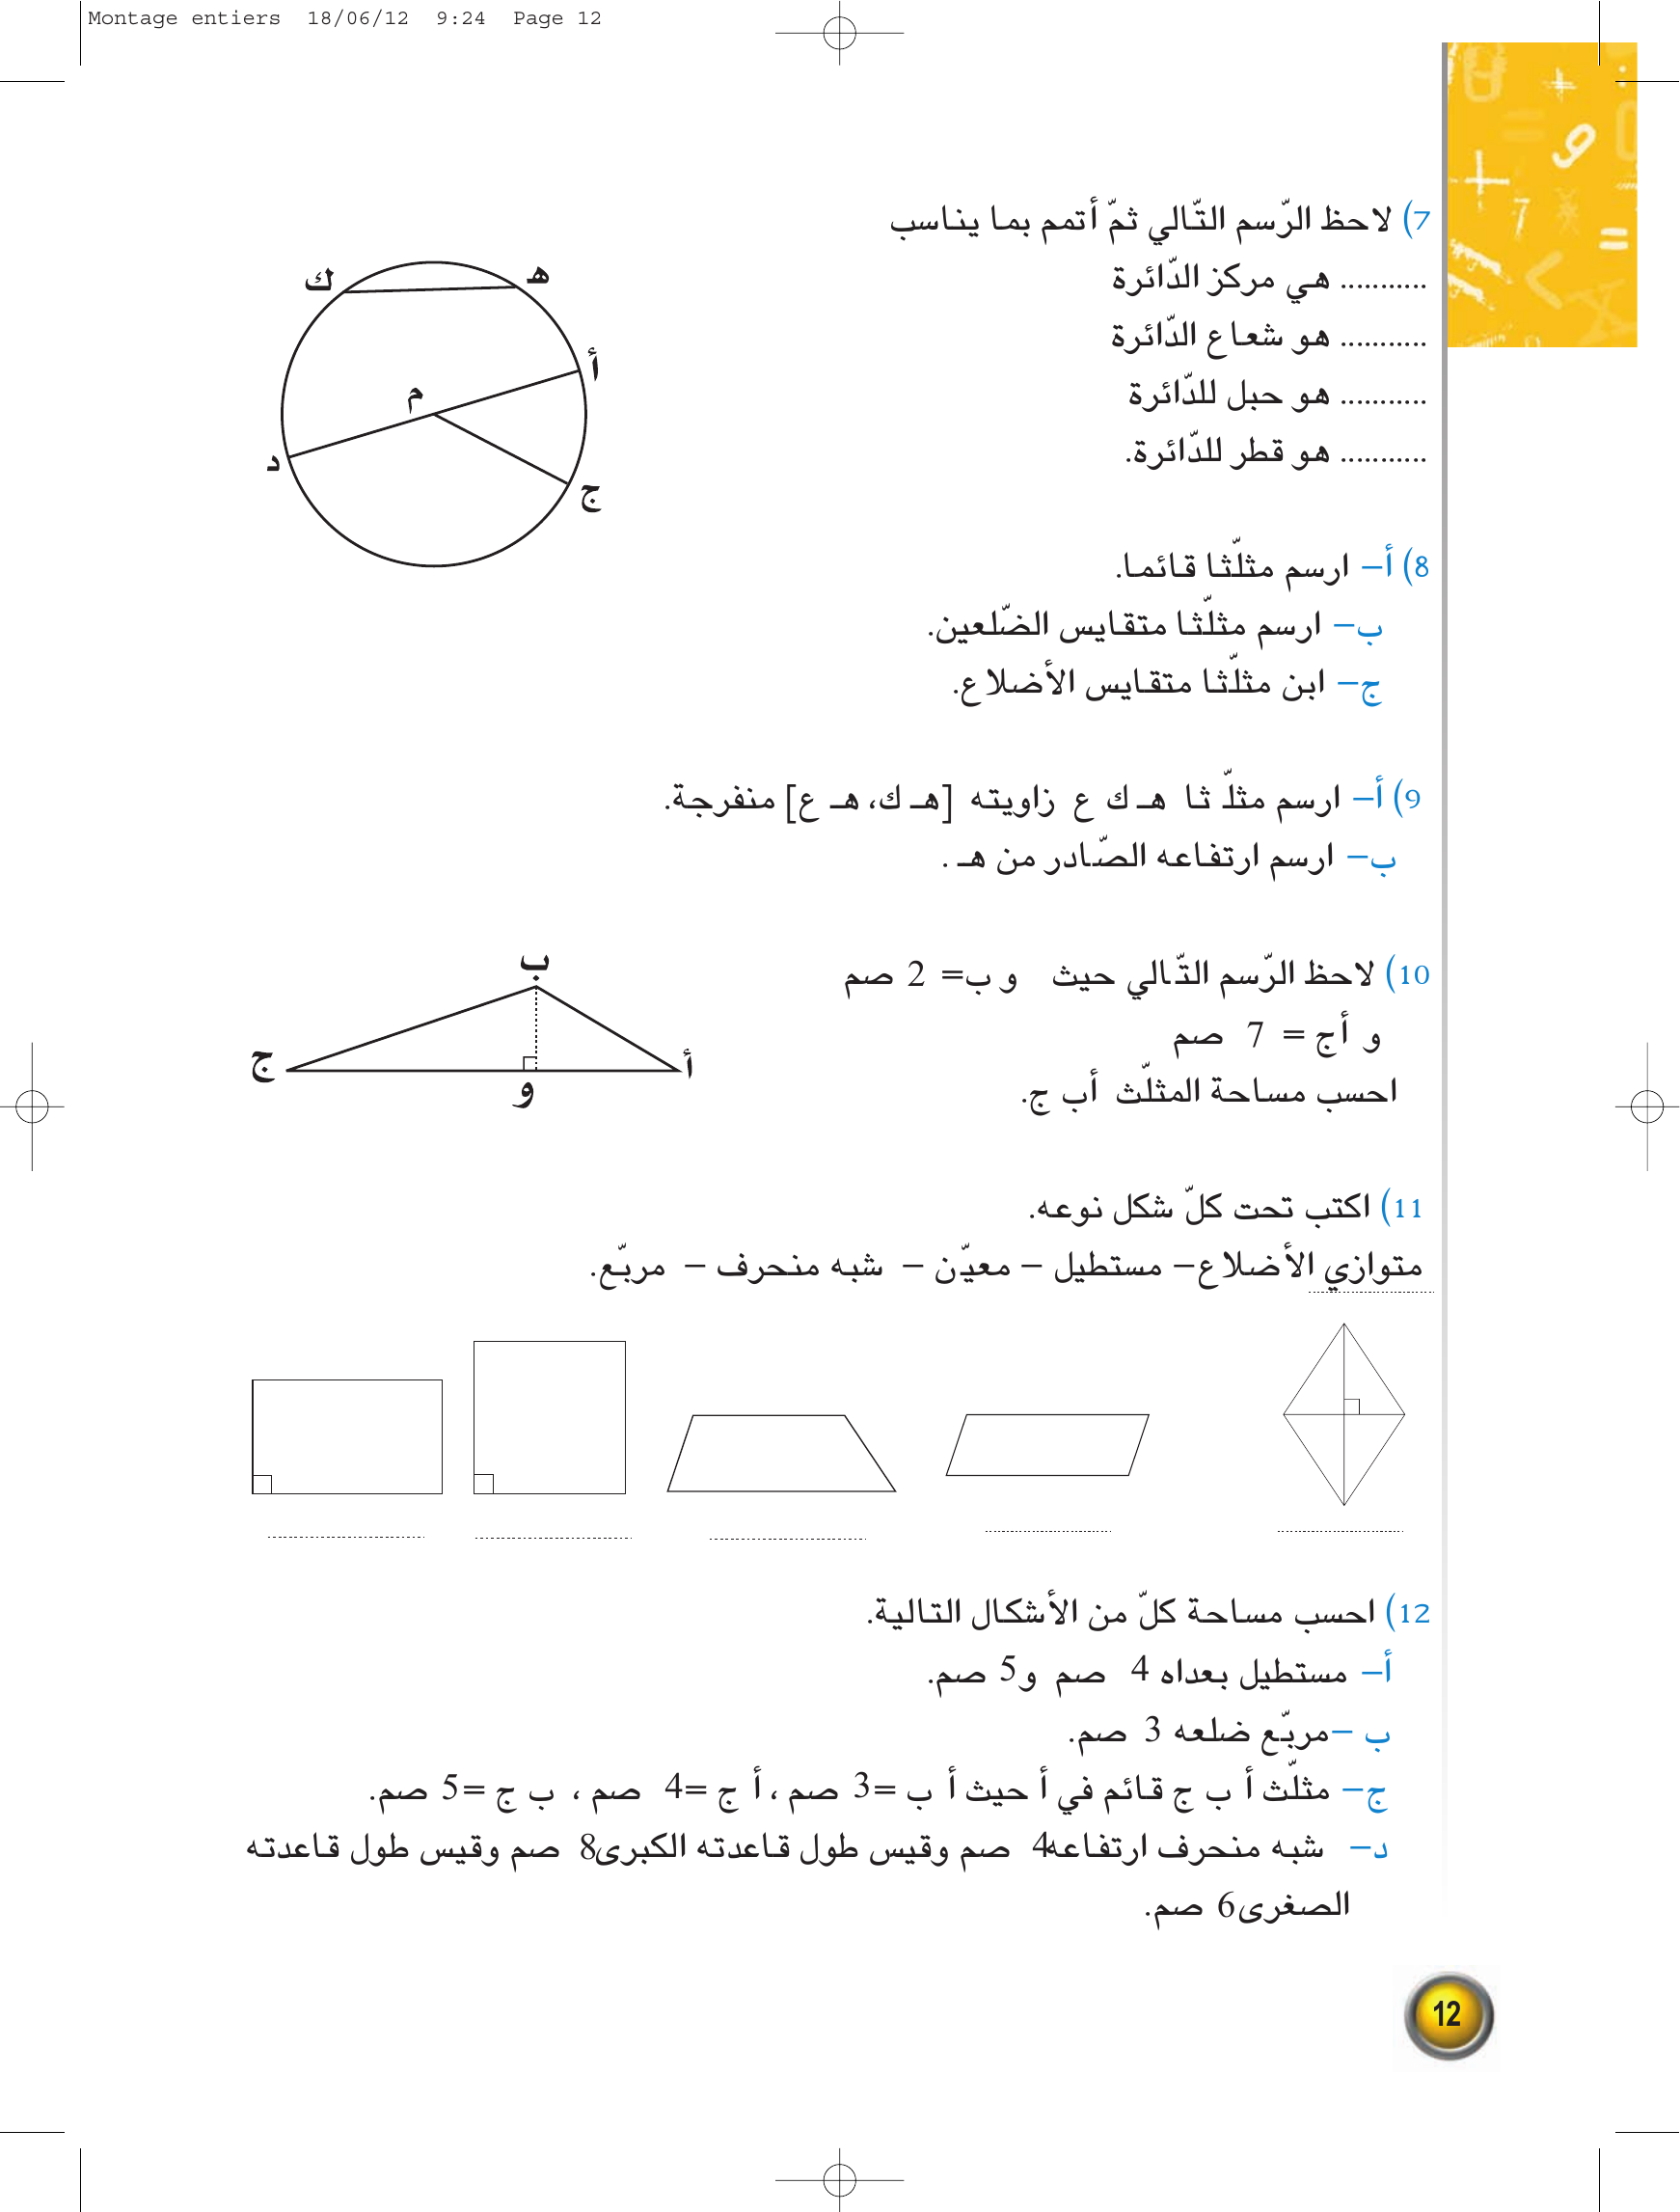 Montage entiers 18/06/12 9:24 Page 12
7) لاحظ الرّسم التّالي ثمّ أتمم بما يناسب
........... هي مركز الدّائرة
........... هو شعاع الدّائرة
........... هو حبل للدّائرة
........... هو قطر للدّائرة.
ك
هـ
أ
م
د
ج
8) أ– ارسم مثلّثا قائما.
ب– ارسم مثلّثا متقايس الضّلعين.
ج– ابن مثلّثا متقايس الأضلاع.
9) أ– ارسم مثلّ ثا هـ ك ع زاويته [هـ ك، هـ ع] منفرجة.
ب– ارسم ارتفاعه الصّادر من هـ .
10) لاحظ الرّسم التّالي حيث و ب= 2 صم
و أج = 7 صم
احسب مساحة المثلّث أب ج.
ب
ج
أ
و
11) اكتب تحت كلّ شكل نوعه.
متوازي الأضلاع– مستطيل – معيّن – شبه منحرف – مربّع.
12) احسب مساحة كلّ من الأشكال التالية.
أ– مستطيل بعداه 4 صم و5 صم.
ب –مربّع ضلعه 3 صم.
ج– مثلّث أ ب ج قائم في أ حيث أ ب =3 صم ، أ ج =4 صم ، ب ج =5 صم.
د– شبه منحرف ارتفاعه4 صم وقيس طول قاعدته الكبرى8 صم وقيس طول قاعدته
الصغرى6 صم.
12